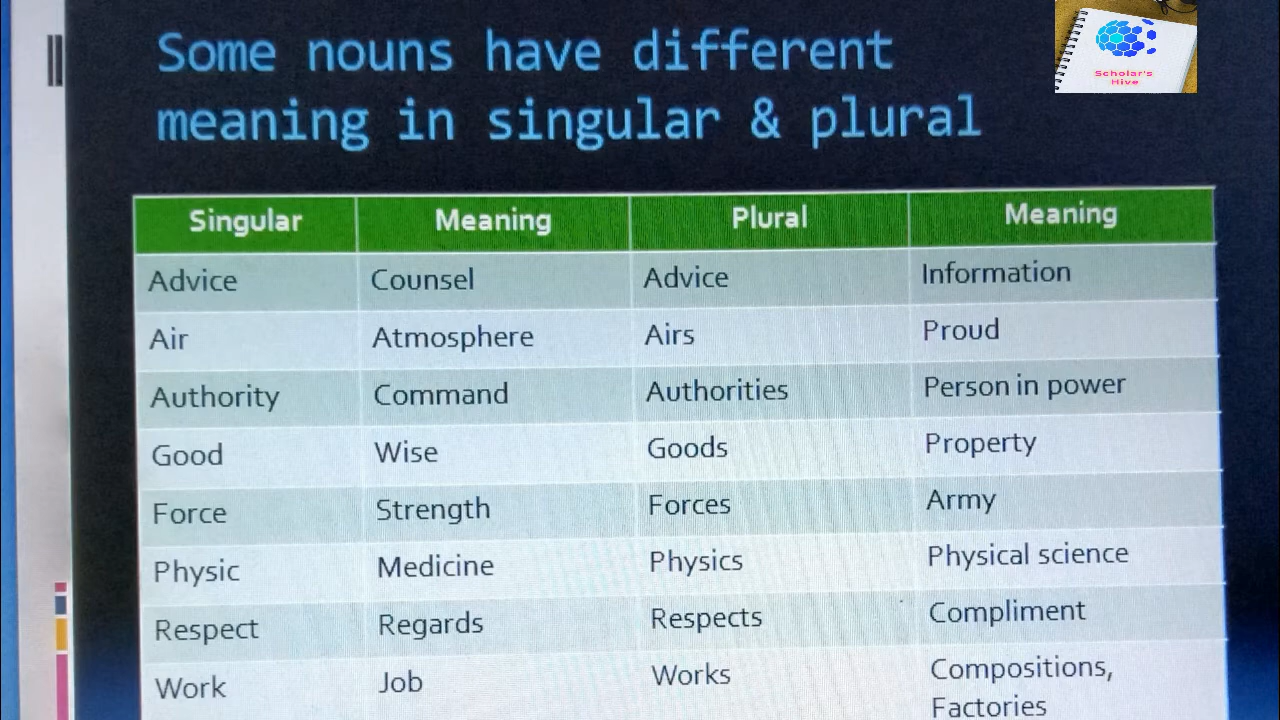 Some nouns have different
meaning in singular & plural
Scholar's
Hive
Singular Meaning Plural Meaning
Advice Counsel Advice Information
Air Atmosphere Airs Proud
Authority Command Authorities Person in power
Good Wise Goods Property
Force Strength Forces Army
Physic Medicine Physics Physical science
Respect Regards Respects Compliment
Work Job Works Compositions,
Factories